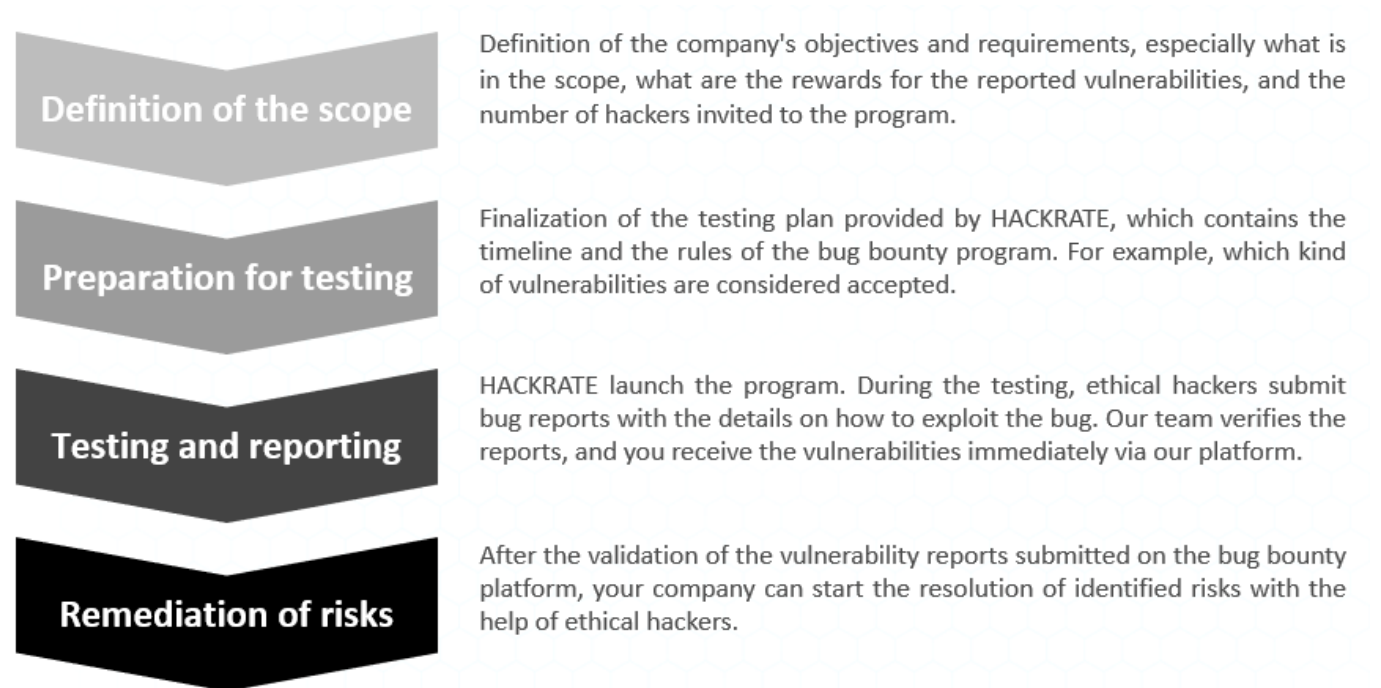 Definition of the scope
Definition of the company's objectives and requirements, especially what is
in the scope, what are the rewards for the reported vulnerabilities, and the
number of hackers invited to the program.
Preparation for testing
Finalization of the testing plan provided by HACKRATE, which contains the
timeline and the rules of the bug bounty program. For example, which kind
of vulnerabilities are considered accepted.
Testing and reporting
HACKRATE launch the program. During the testing, ethical hackers submit
bug reports with the details on how to exploit the bug. Our team verifies the
reports, and you receive the vulnerabilities immediately via our platform.
Remediation of risks
After the validation of the vulnerability reports submitted on the bug bounty
platform, your company can start the resolution of identified risks with the
help of ethical hackers.